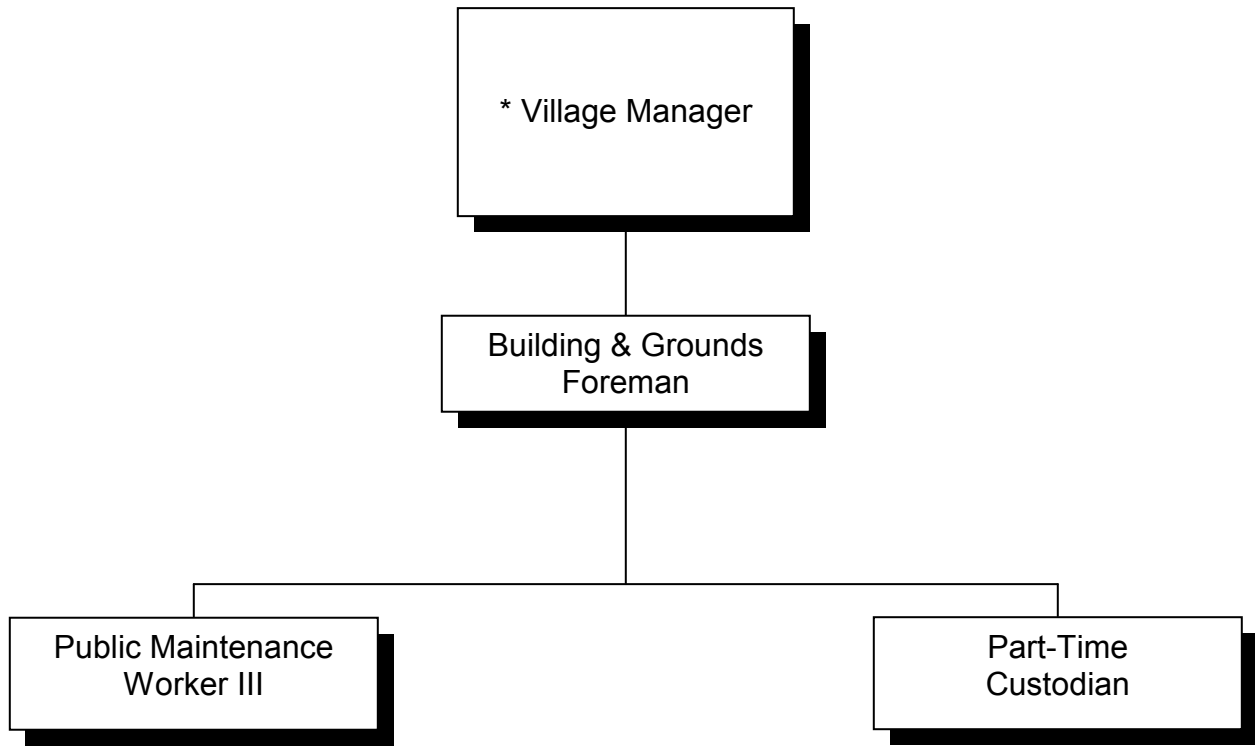 * Village Manager
Building & Grounds
Foreman
Public Maintenance
Worker III
Part-Time
Custodian